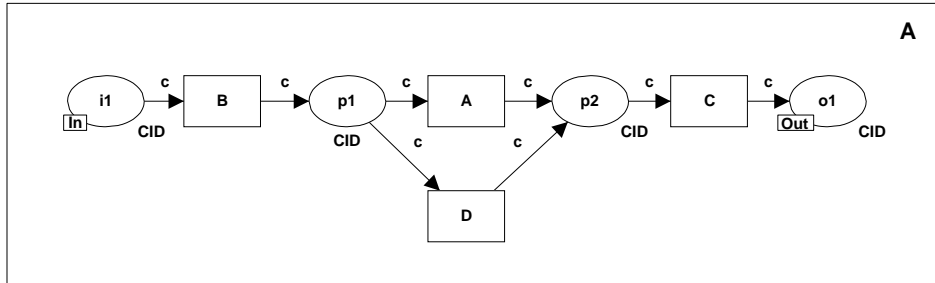 A
c c c c c c
i1 B p1 A p2 C o1
In Out
CID CID CID CID
c c
D